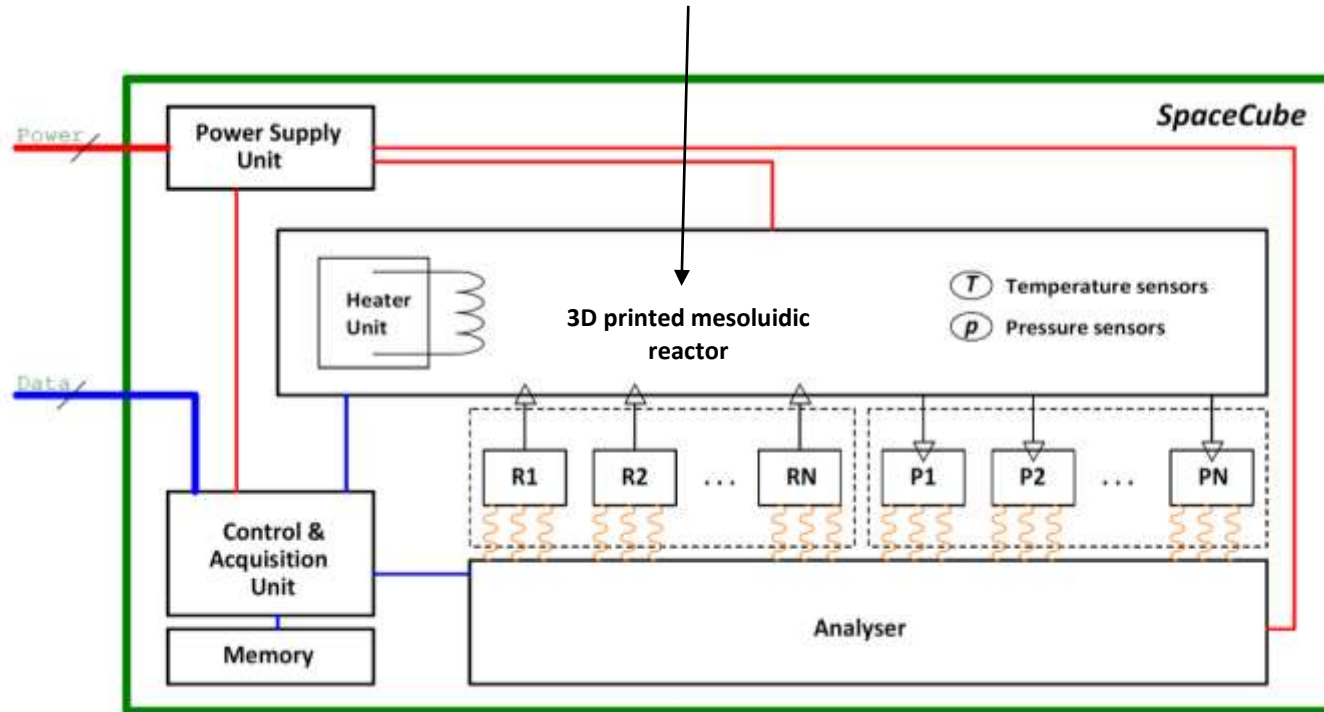 SpaceCube
Power
Power Supply
Unit
Heater
Unit
3D printed mesoluidic
reactor
T Temperature sensors
p Pressure sensors
Data
R1 R2 ... RN P1 P2 ... PN
Control &
Acquisition
Unit
Analyser
Memory